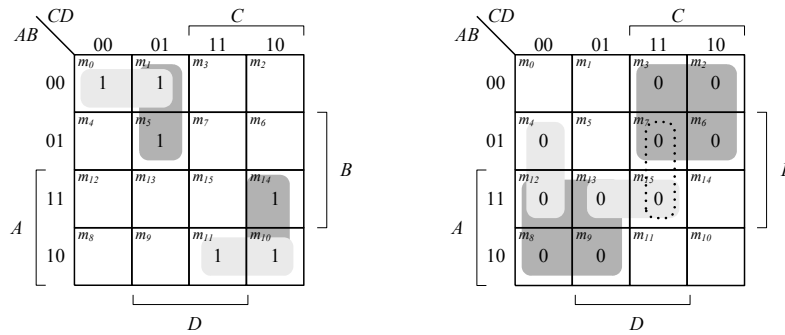 CD C
AB 00 01 11 10
m0 m1 m3 m2
00 1 1
m4 m5 m7 m6
01 1
B
m12 m13 m15 m14
11 1
A
m8 m9 m11 m10
10 1 1
D
CD C
AB 00 01 11 10
m0 m1 m3 m2
00 0 0
m4 m5 m7 m6
01 0 0 0
m12 m13 m15 m14
11 0 0 0
A
m8 m9 m11 m10
10 0 0
D